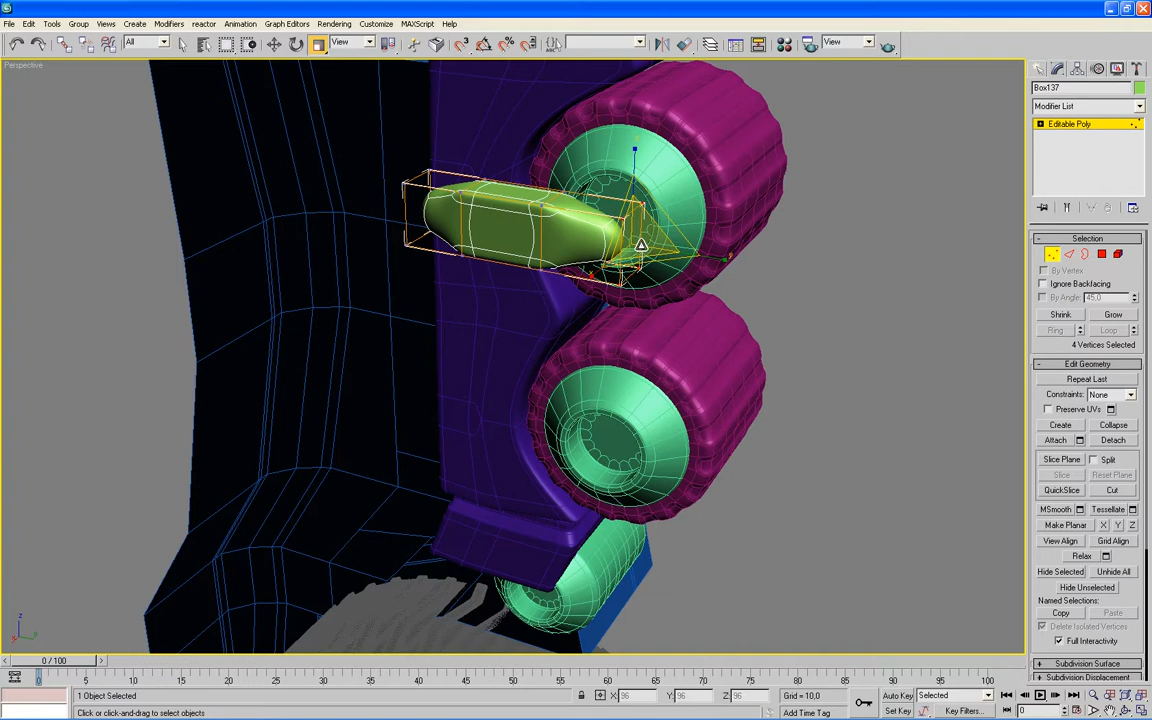 File Edit Tools Group Views Create Modifiers reactor Animation Graph Editors Rendering Customize MAXScript Help
All View View
Perspective
Box137
Modifier List
Editable Poly
Selection
By Vertex
Ignore Backfacing
By Angle: 45,0
Shrink Grow
Ring Loop
4 Vertices Selected
Edit Geometry
Repeat Last
Constraints: None
Preserve UVs
Create Collapse
Attach Detach
Slice Plane Split
Slice Reset Plane
QuickSlice Cut
MSmooth Tessellate
Make Planar X Y Z
View Align Grid Align
Relax
Hide Selected Unhide All
Hide Unselected
Named Selections:
Copy Paste
Delete Isolated Vertices
Full Interactivity
Subdivision Surface
Subdivision Displacement
z
x y
0 / 100
0 5 10 15 20 25 30 35 40 45 50 55 60 65 70 75 80 85 90 95 100
1 Object Selected X: 96 Y: 96 Z: 96 Grid = 10,0 Auto Key Selected
Click or click-and-drag to select objects Add Time Tag Set Key Key Filters... 0